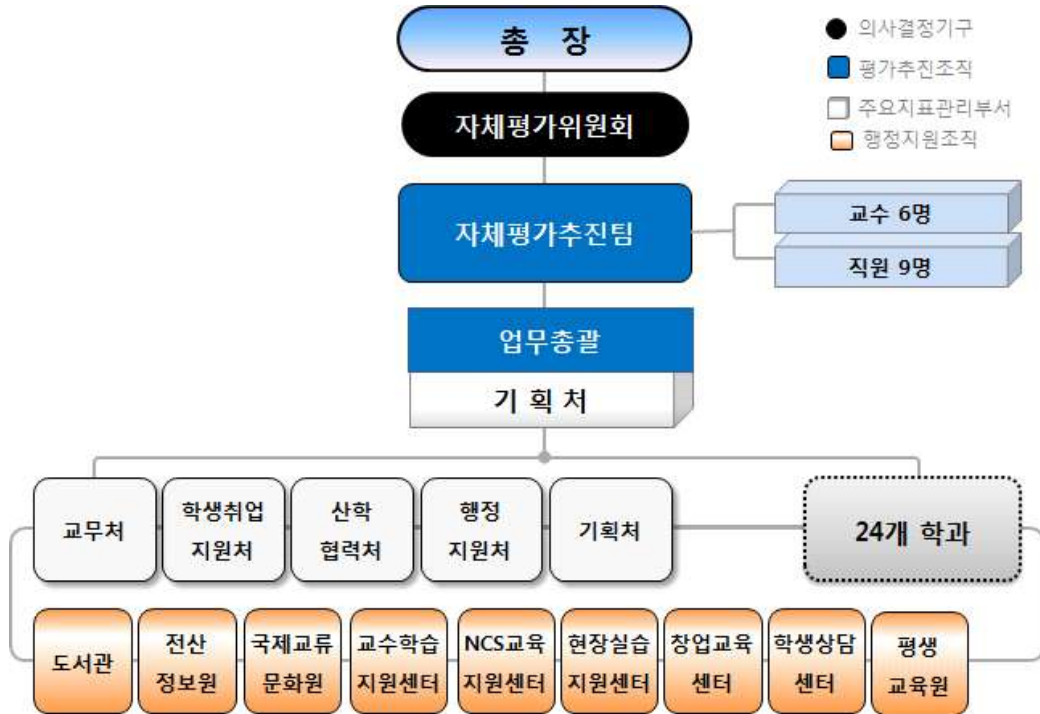 총 장
자체평가위원회
자체평가추진팀
업무총괄
기 획 처
의사결정기구
평가추진조직
주요지표관리부서
행정지원조직
교수 6명
직원 9명
교무처
학생취업
지원처
산학
협력처
행정
지원처
기획처
24개 학과
도서관
전산
정보원
국제교류
문화원
교수학습
지원센터
NCS교육
지원센터
현장실습
지원센터
창업교육
센터
학생상담
센터
평생
교육원